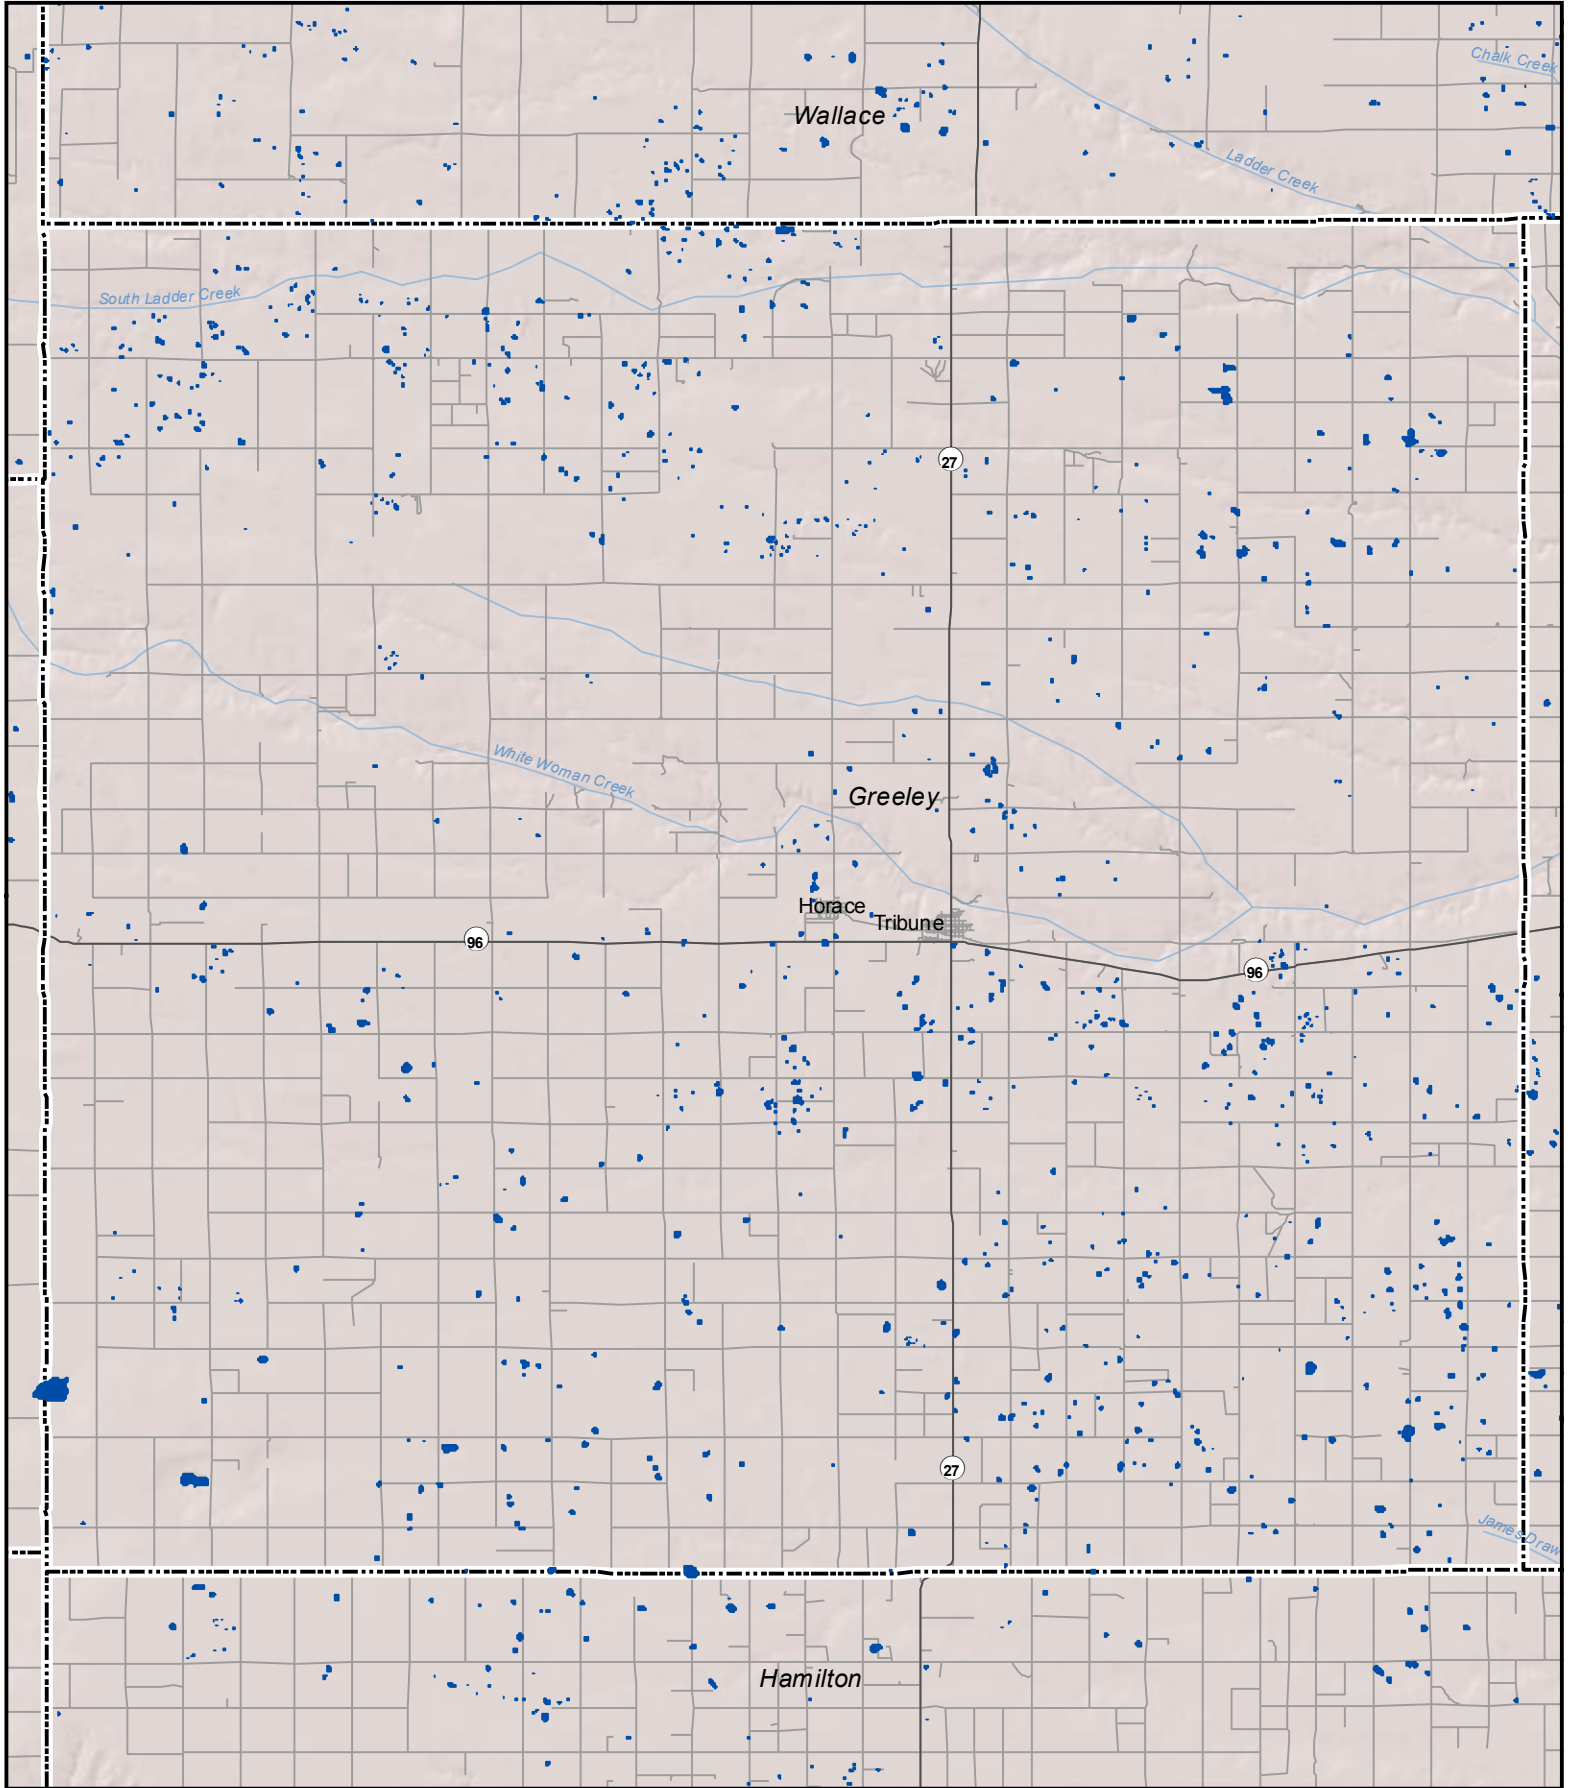 Chalk Creek
Wallace
Ladder Creek
South Ladder Creek
27
White Woman Creek
Greeley
Horace
Tribune
96
96
27
James Draw
Hamilton